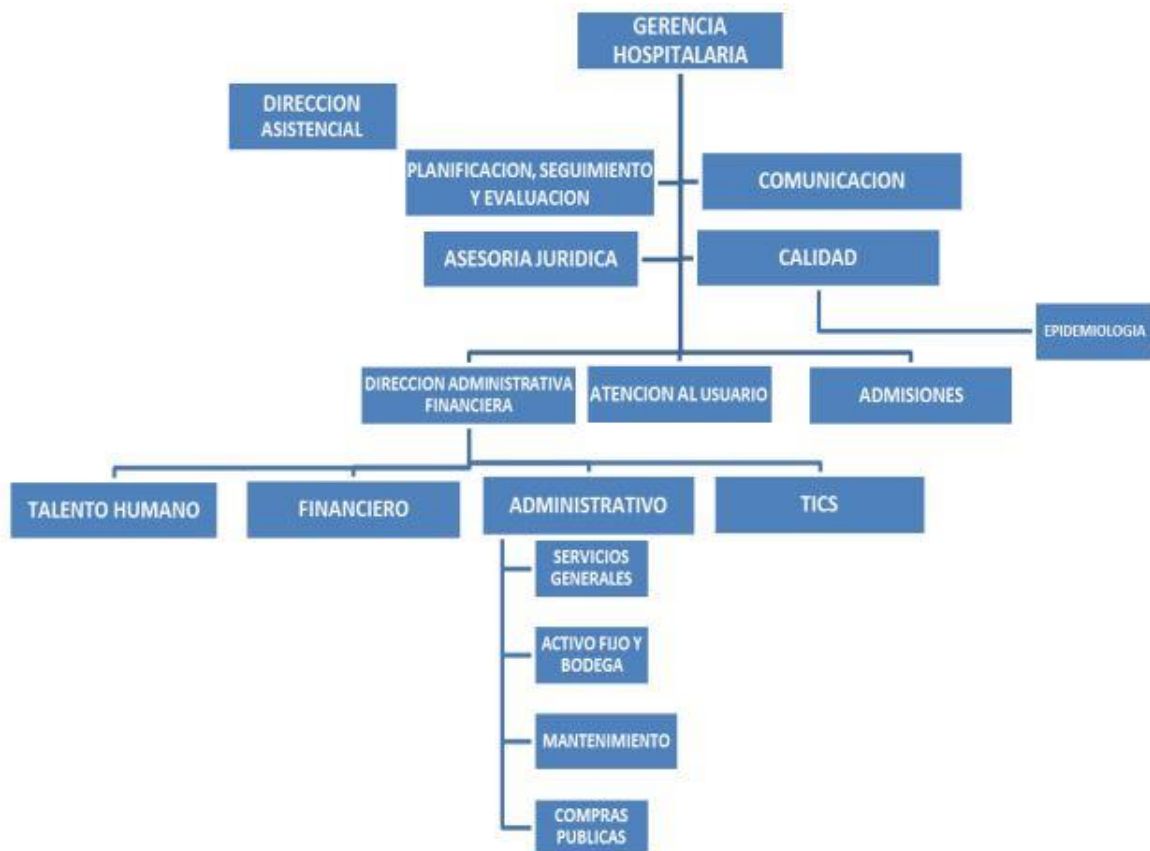 GERENCIA
HOSPITALARIA
DIRECCION
ASISTENCIAL
PLANIFICACION, SEGUIMIENTO
Y EVALUACION
COMUNICACION
ASESORIA JURIDICA
CALIDAD
EPIDEMIOLOGIA
DIRECCION ADMINISTRATIVA
FINANCIERA
ATENCION AL USUARIO
ADMISIONES
TALENTO HUMANO
FINANCIERO
ADMINISTRATIVO
TICS
SERVICIOS
GENERALES
ACTIVO FIJO Y
BODEGA
MANTENIMIENTO
COMPRAS
PUBLICAS